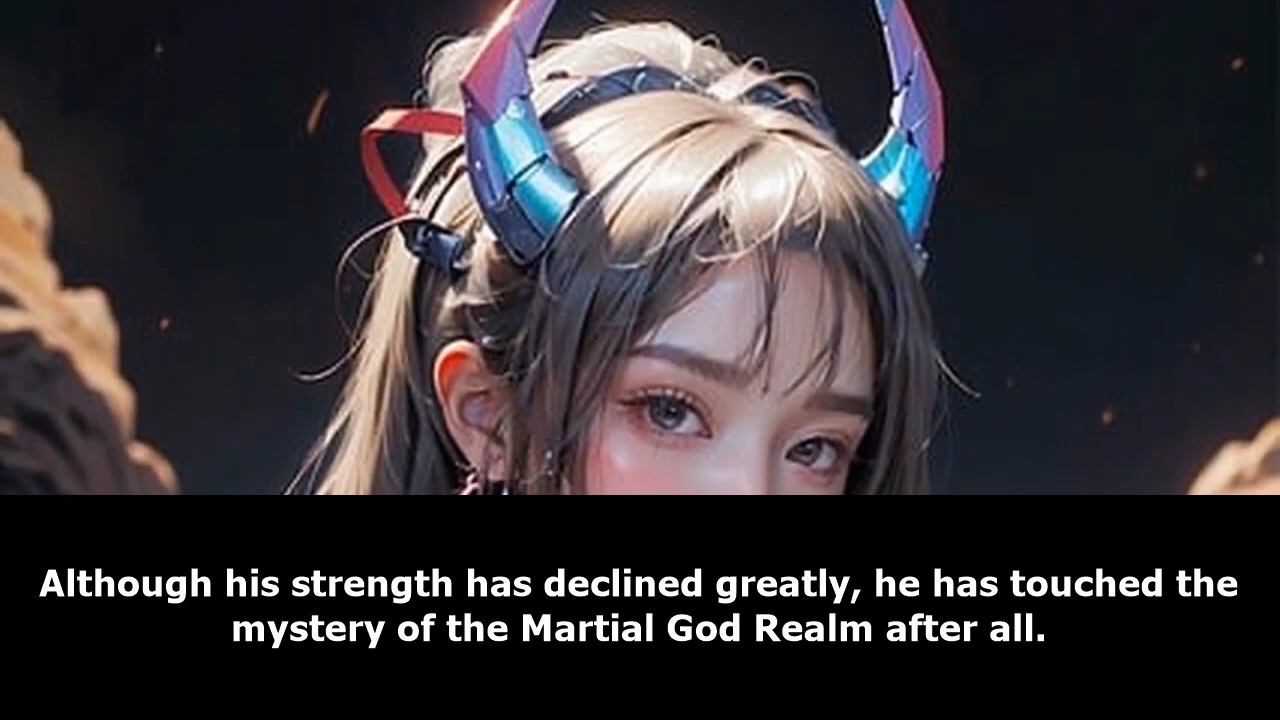 Although his strength has declined greatly, he has touched the
mystery of the Martial God Realm after all.